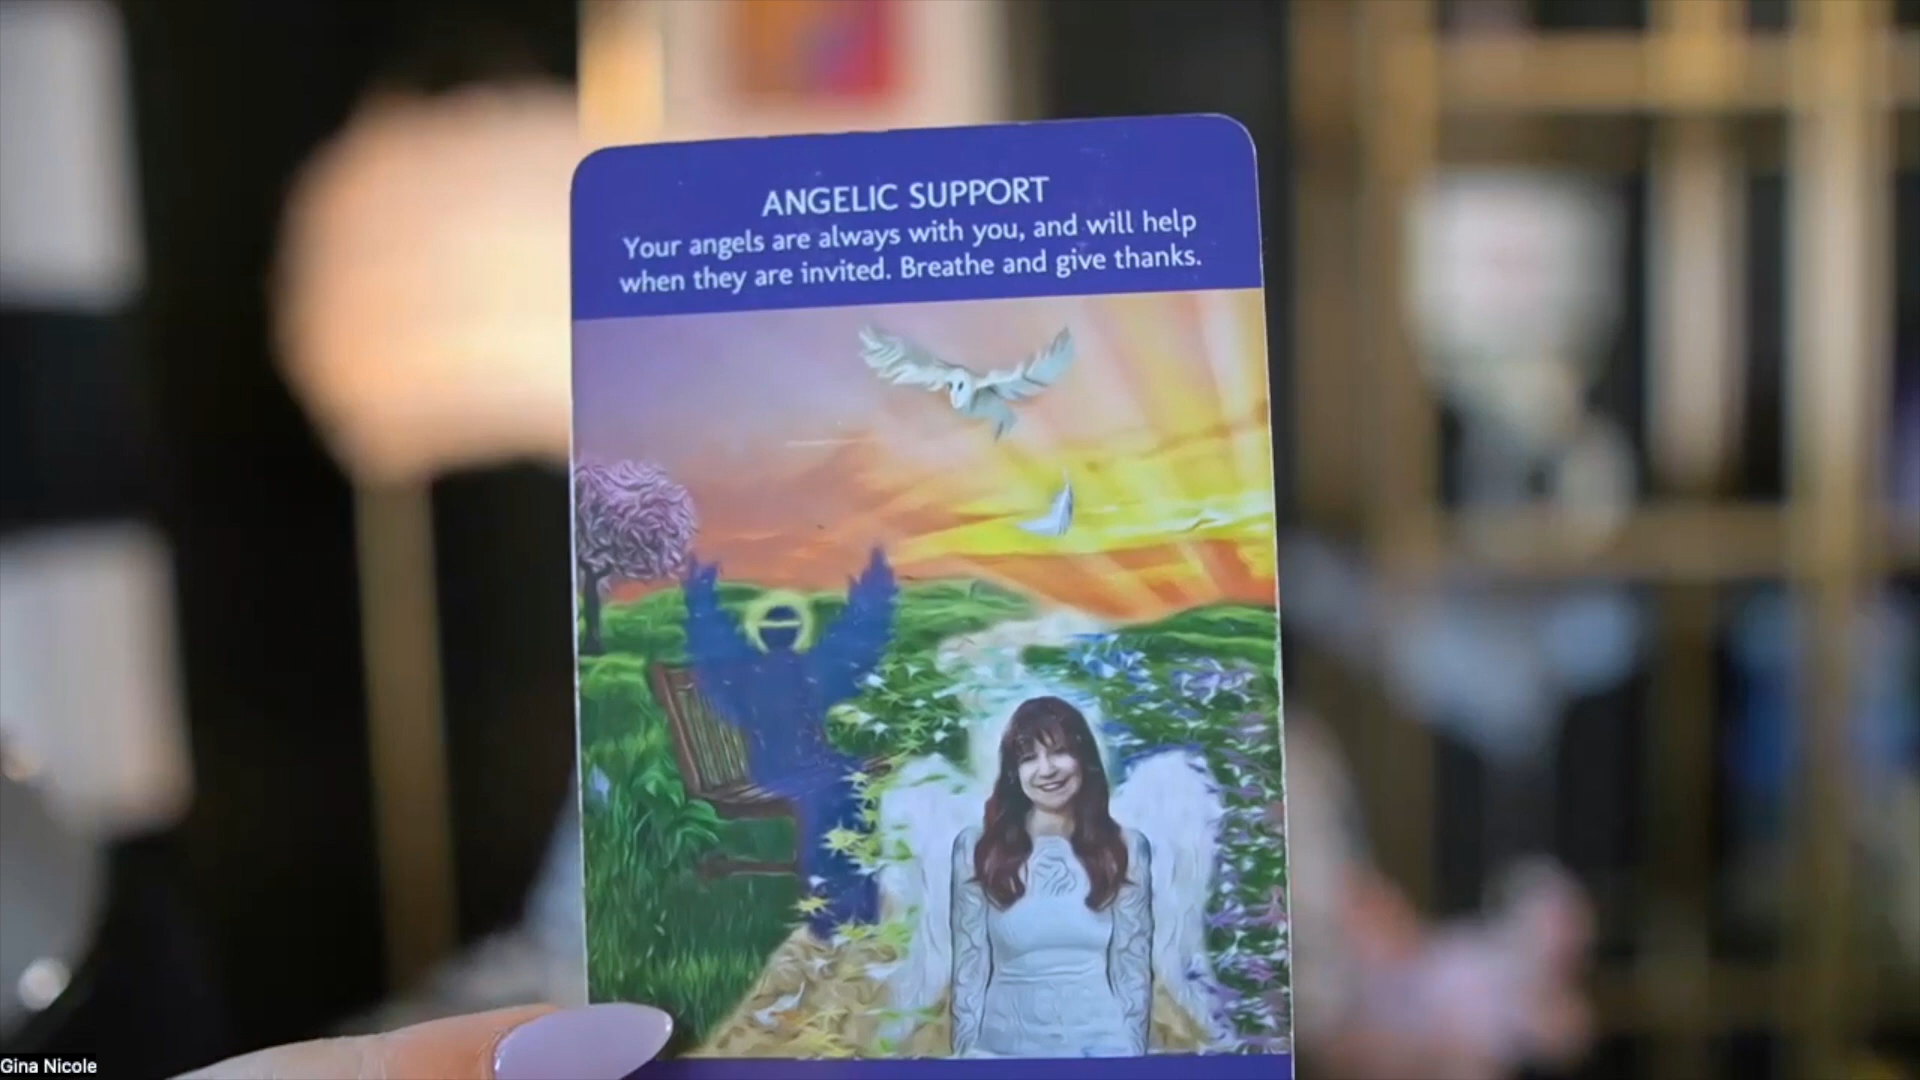 ANGELIC SUPPORT
Your angels are always with you, and will help
when they are invited. Breathe and give thanks.
Gina Nicole